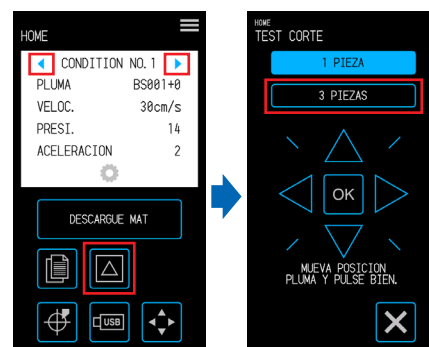 HOME
CONDITION NO.1
PLUMA BS001+0
VELOC. 30cm/s
PRESI. 14
ACELERACION 2
DESCARGUE MAT
USB
HOME
TEST CORTE
1 PIEZA
3 PIEZAS
OK
MUEVA POSICION
PLUMA Y PULSE BIEN.